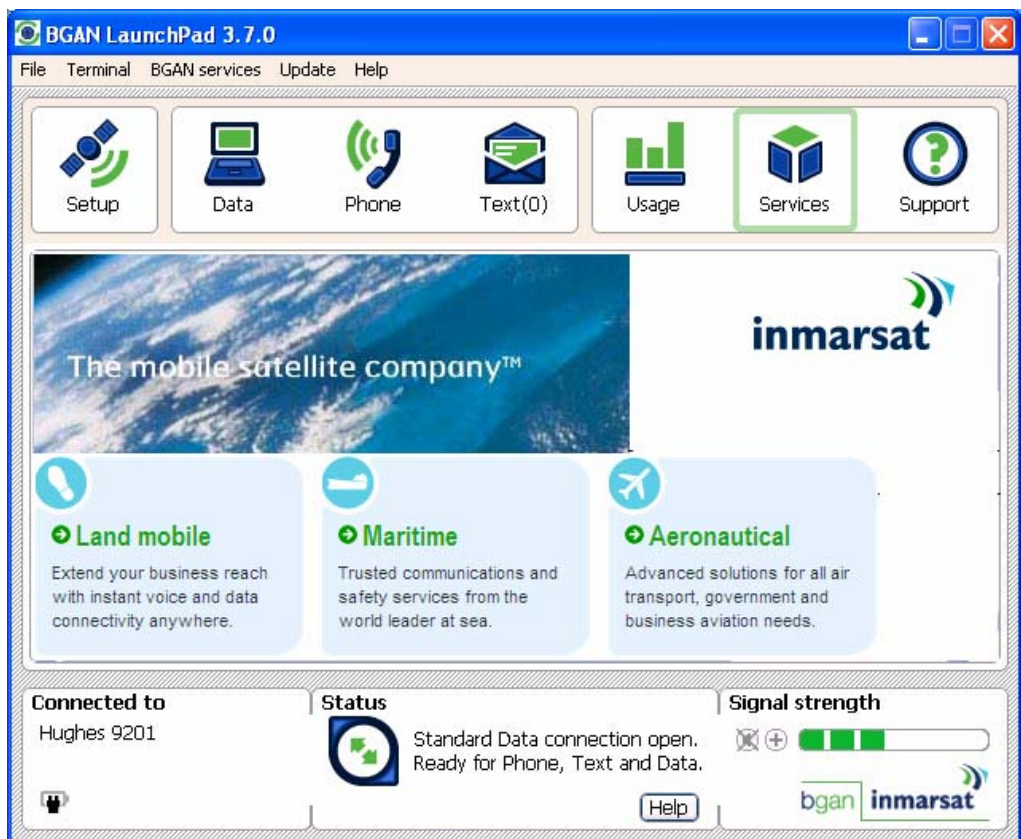 BGAN LaunchPad 3.7.0
File Terminal BGAN services Update Help
Setup Data Phone Text(0) Usage Services Support
The mobile satellite company™
inmarsat
Land mobile
Extend your business reach
with instant voice and data
connectivity anywhere.
Maritime
Trusted communications and
safety services from the
world leader at sea.
Aeronautical
Advanced solutions for all air
transport, government and
business aviation needs.
Connected to
Hughes 9201
Status
Standard Data connection open.
Ready for Phone, Text and Data.
Help
Signal strength
bgan inmarsat